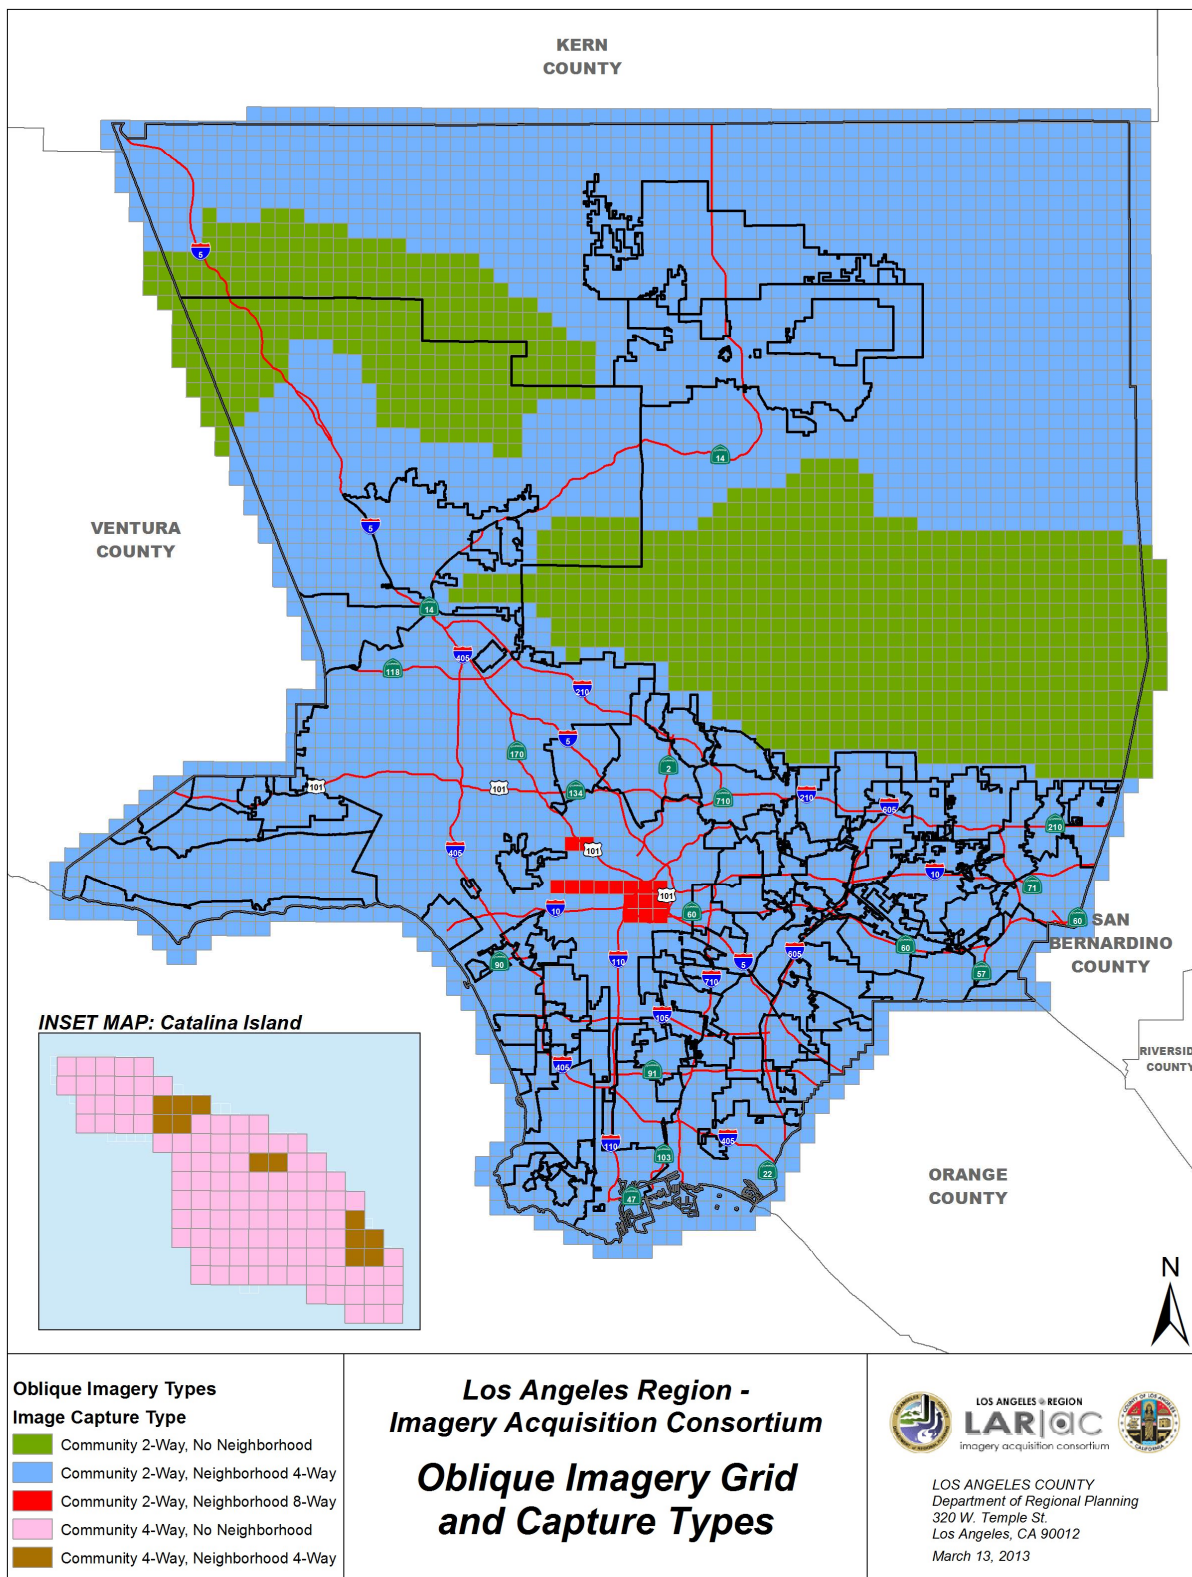 KERN
COUNTY
5
14
VENTURA
COUNTY
5
14
405
118
210
5
170
2
101
101
134
710
210
605
210
405
101
10
71
101
10
60
60
SAN
BERNARDINO
COUNTY
60
90
110
5
605
57
710
INSET MAP: Catalina Island
105
RIVERSID
COUNTY
405
91
110
405
103
22
47
ORANGE
COUNTY
N
Oblique Imagery Types
Image Capture Type
Community 2-Way, No Neighborhood
Community 2-Way, Neighborhood 4-Way
Community 2-Way, Neighborhood 8-Way
Community 4-Way, No Neighborhood
Community 4-Way, Neighborhood 4-Way
Los Angeles Region -
Imagery Acquisition Consortium
Oblique Imagery Grid
and Capture Types
LOS ANGELES REGION
LAR|ac
imagery acquisition consortium
LOS ANGELES COUNTY
Department of Regional Planning
320 W. Temple St.
Los Angeles, CA 90012
March 13, 2013